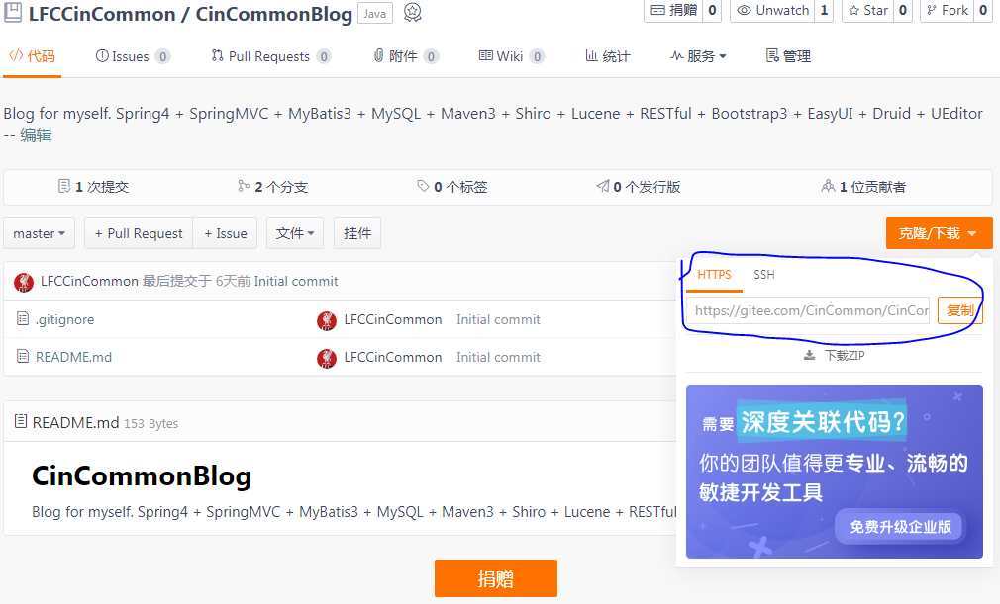 LFCCinCommon / CinCommonBlog Java 捐赠 0 Unwatch 1 Star 0 Fork 0
代码 Issues 0 Pull Requests 0 附件 0 Wiki 0 统计 服务 管理
Blog for myself. Spring4 + SpringMVC + MyBatis3 + MySQL + Maven3 + Shiro + Lucene + RESTful + Bootstrap3 + EasyUI + Druid + UEditor
-- 编辑
1 次提交 2 个分支 0 个标签 0 个发行版 1 位贡献者
master + Pull Request + Issue 文件 挂件 克隆/下载
LFCCinCommon 最后提交于 6天前 Initial commit
.gitignore LFCCinCommon Initial commit
README.md LFCCinCommon Initial commit
HTTPS SSH
https://gitee.com/CinCommon/CinCor 复制
下载ZIP
需要 深度关联代码?
你的团队值得更专业、流畅的
敏捷开发工具
免费升级企业版
README.md 153 Bytes
CinCommonBlog
Blog for myself. Spring4 + SpringMVC + MyBatis3 + MySQL + Maven3 + Shiro + Lucene + RESTful
捐赠